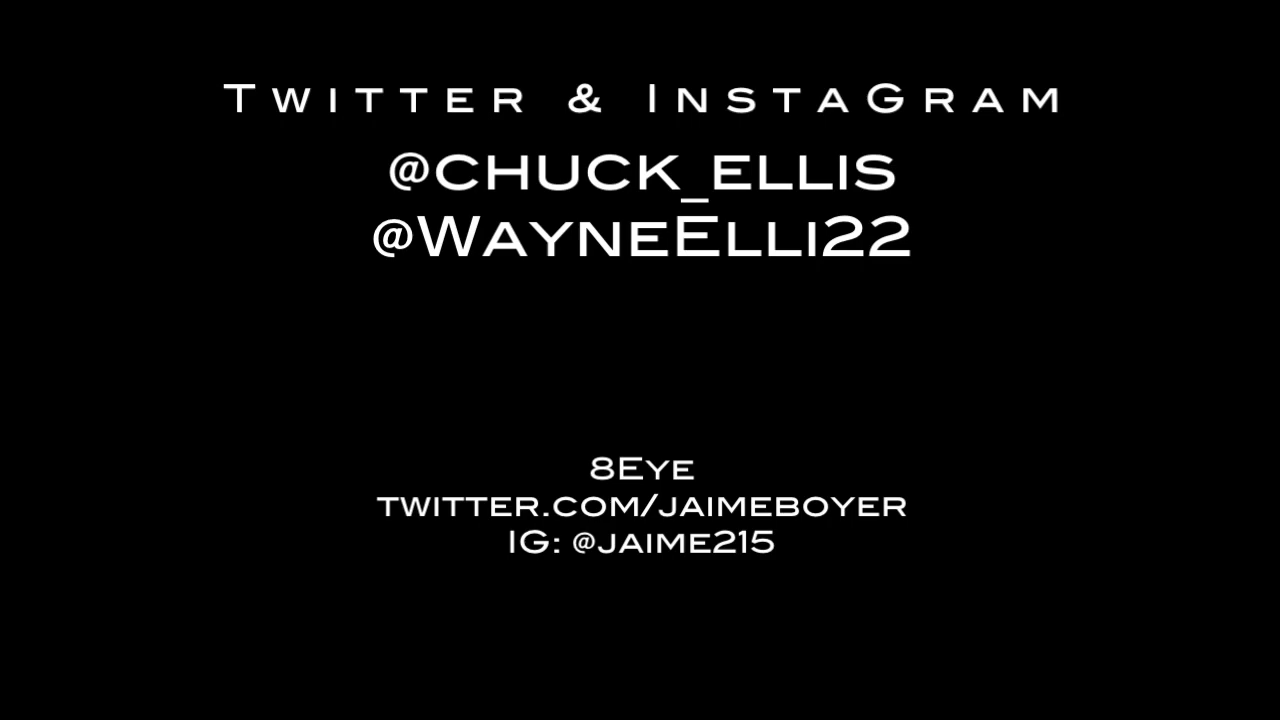 Twitter & InstaGram
@chuck_ellis
@WayneElli22
8Eye
twitter.com/jaimeboyer
IG: @jaime215